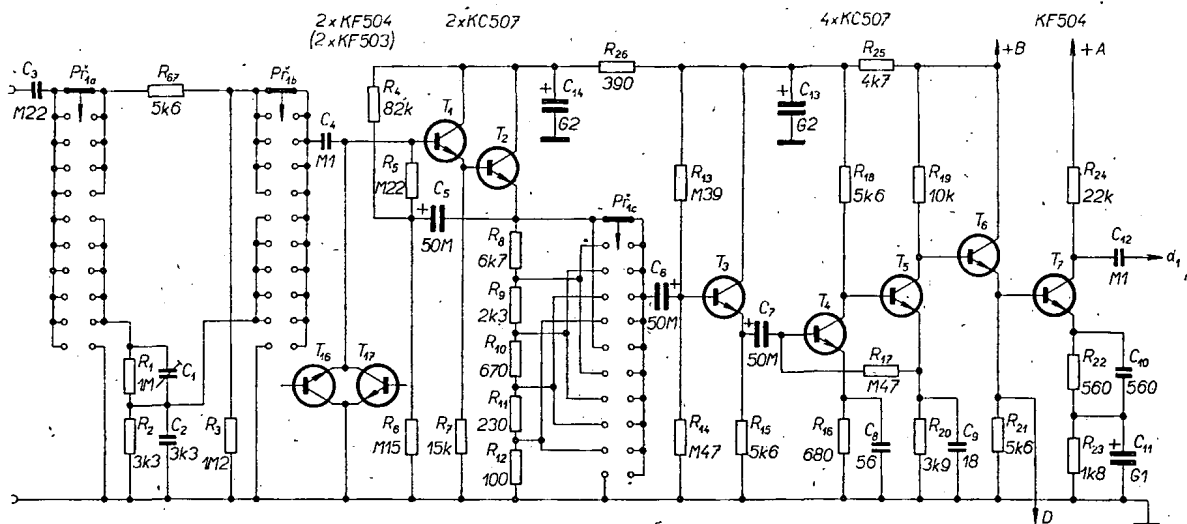 2×KF504
(2×KF503)
2×KC507
4×KC507
KF504
C3
M22
Př1a
R67
5k6
Př1b
C4
M1
R4
82k
R5
M22
C5
50M
T1
T2
C14
G2
R26
390
C13
G2
R25
4k7
+B
+A
R13
M39
R18
5k6
R19
10k
R24
22k
Př1c
R8
6k7
R9
2k3
R10
670
R11
230
R12
100
C6
50M
T3
C7
50M
T4
T5
T6
T7
C12
M1
d1
R17
M47
R1
1M
C1
R2
3k3
C2
3k3
R3
1M2
T16
T17
R6
M15
R7
15k
R14
M47
R15
5k6
R16
680
C8
56
R20
3k9
C9
18
R21
5k6
R22
560
C10
560
R23
1k8
C11
G1
D